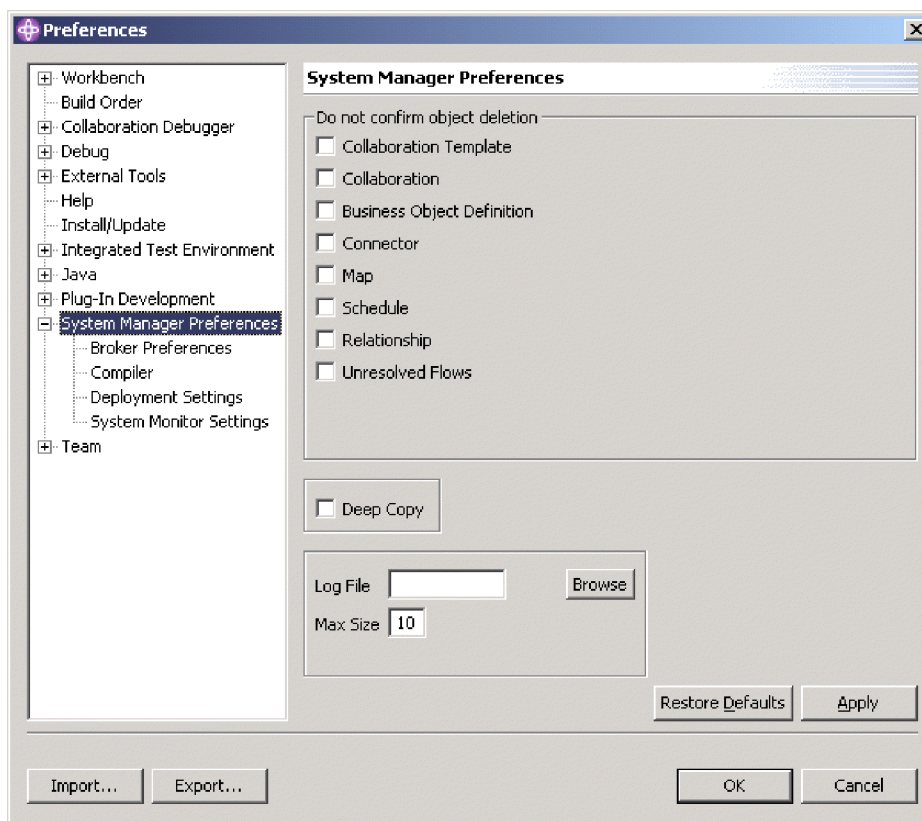 Preferences
Workbench
Build Order
Collaboration Debugger
Debug
External Tools
Help
Install/Update
Integrated Test Environment
Java
Plug-In Development
System Manager Preferences
Broker Preferences
Compiler
Deployment Settings
System Monitor Settings
Team
System Manager Preferences
Do not confirm object deletion
Collaboration Template
Collaboration
Business Object Definition
Connector
Map
Schedule
Relationship
Unresolved Flows
Deep Copy
Log File Browse
Max Size 10
Restore Defaults Apply
Import... Export... OK Cancel